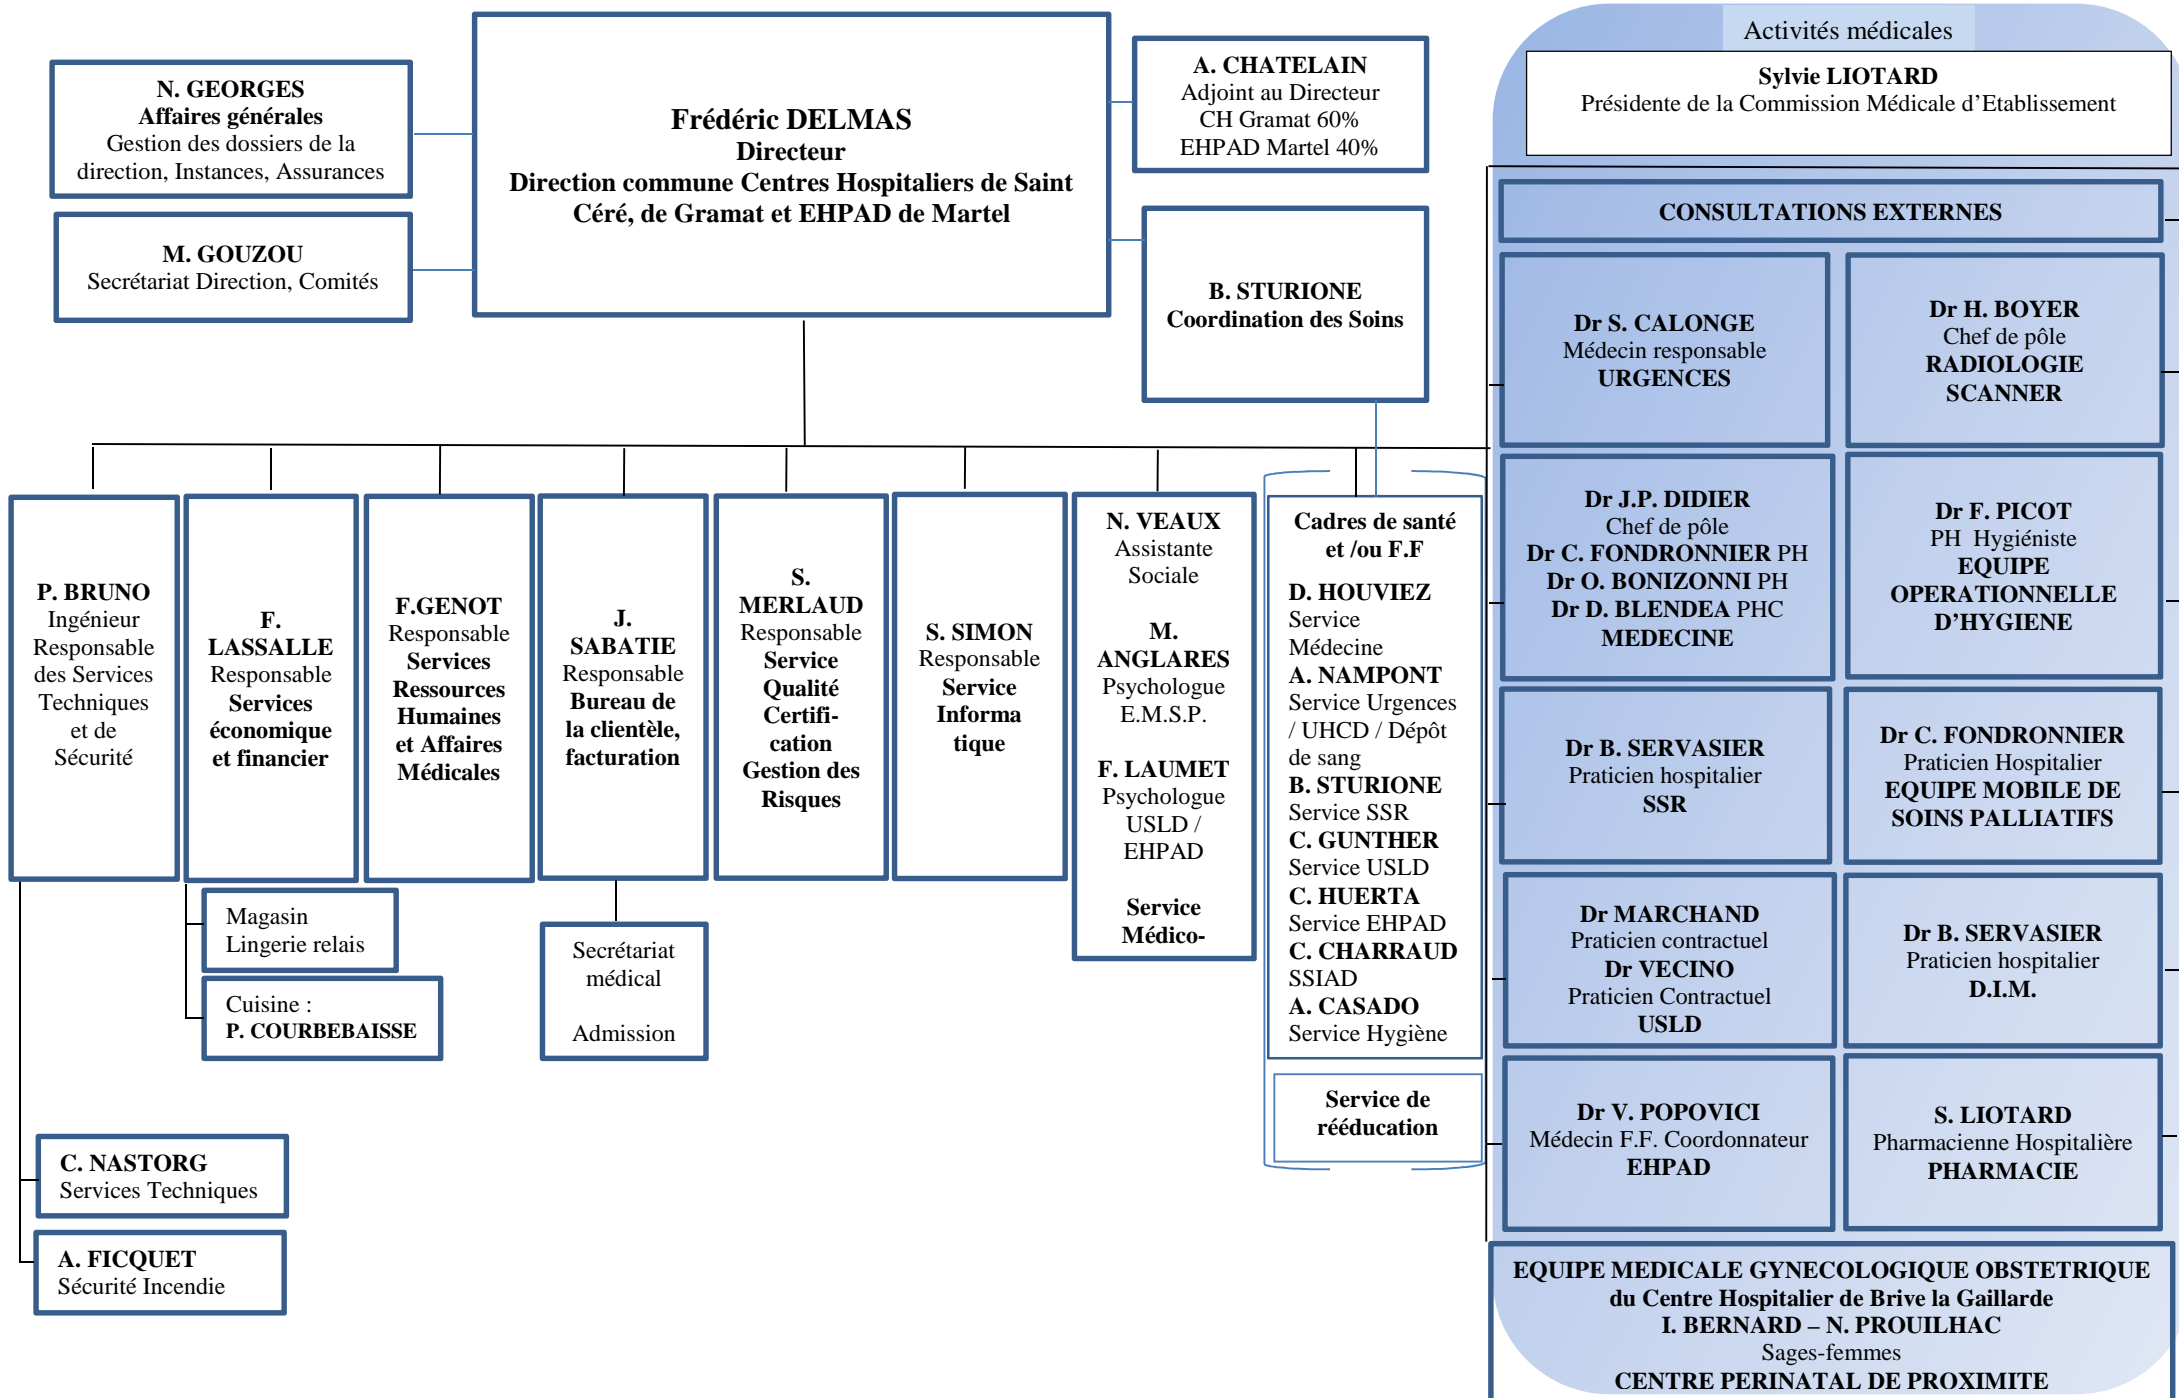 N. GEORGES
Affaires générales
Gestion des dossiers de la
direction, Instances, Assurances
M. GOUZOU
Secrétariat Direction, Comités
Frédéric DELMAS
Directeur
Direction commune Centres Hospitaliers de Saint
Céré, de Gramat et EHPAD de Martel
A. CHATELAIN
Adjoint au Directeur
CH Gramat 60%
EHPAD Martel 40%
B. STURIONE
Coordination des Soins
P. BRUNO
Ingénieur
Responsable
des Services
Techniques
et de
Sécurité
F.
LASSALLE
Responsable
Services
économique
et financier
F.GENOT
Responsable
Services
Ressources
Humaines
et Affaires
Médicales
J.
SABATIE
Responsable
Bureau de
la clientèle,
facturation
S.
MERLAUD
Responsable
Service
Qualité
Certifi-
cation
Gestion des
Risques
S. SIMON
Responsable
Service
Informa
tique
N. VEAUX
Assistante
Sociale
M.
ANGLARES
Psychologue
E.M.S.P.
F. LAUMET
Psychologue
USLD /
EHPAD
Service
Médico-
Cadres de santé
et /ou F.F
D. HOUVIEZ
Service
Médecine
A. NAMPONT
Service Urgences
/ UHCD / Dépôt
de sang
B. STURIONE
Service SSR
C. GUNTHER
Service USLD
C. HUERTA
Service EHPAD
C. CHARRAUD
SSIAD
A. CASADO
Service Hygiène
Service de
rééducation
Magasin
Lingerie relais
Cuisine :
P. COURBEBAISSE
Secrétariat
médical
Admission
C. NASTORG
Services Techniques
A. FICQUET
Sécurité Incendie
Activités médicales
Sylvie LIOTARD
Présidente de la Commission Médicale d’Etablissement
CONSULTATIONS EXTERNES
Dr S. CALONGE
Médecin responsable
URGENCES
Dr H. BOYER
Chef de pôle
RADIOLOGIE
SCANNER
Dr J.P. DIDIER
Chef de pôle
Dr C. FONDRONNIER PH
Dr O. BONIZONNI PH
Dr D. BLENDEA PHC
MEDECINE
Dr F. PICOT
PH Hygiéniste
EQUIPE
OPERATIONNELLE
D’HYGIENE
Dr B. SERVASIER
Praticien hospitalier
SSR
Dr C. FONDRONNIER
Praticien Hospitalier
EQUIPE MOBILE DE
SOINS PALLIATIFS
Dr MARCHAND
Praticien contractuel
Dr VECINO
Praticien Contractuel
USLD
Dr B. SERVASIER
Praticien hospitalier
D.I.M.
Dr V. POPOVICI
Médecin F.F. Coordonnateur
EHPAD
S. LIOTARD
Pharmacienne Hospitalière
PHARMACIE
EQUIPE MEDICALE GYNECOLOGIQUE OBSTETRIQUE
du Centre Hospitalier de Brive la Gaillarde
I. BERNARD – N. PROUILHAC
Sages-femmes
CENTRE PERINATAL DE PROXIMITE